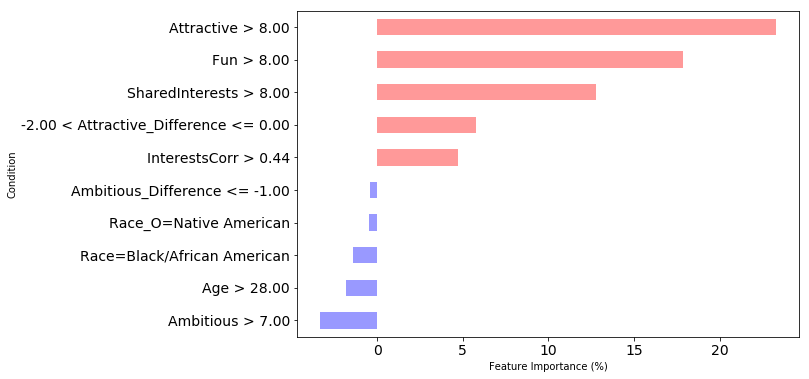 Attractive > 8.00
Fun > 8.00
SharedInterests > 8.00
-2.00 < Attractive_Difference <= 0.00
InterestsCorr > 0.44
Ambitious_Difference <= -1.00
Race_O=Native American
Race=Black/African American
Age > 28.00
Ambitious > 7.00
Condition
0 5 10 15 20
Feature Importance (%)